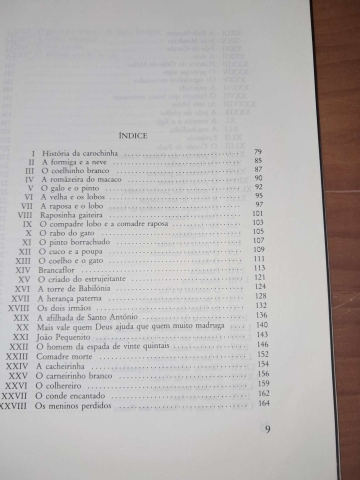 ÍNDICE
I História da carochinha 79
II A formiga e a neve 85
III O coelhinho branco 87
IV A romãzeira do macaco 90
V O galo e o pinto 92
VI A velha e os lobos 95
VII A raposa e o lobo 97
VIII Raposinha gaiteira 101
IX O compadre lobo e a comadre raposa 103
X O rabo do gato 105
XI O pinto borrachudo 107
XII O cuco e a poupa 109
XIII O coelho e o gato 111
XIV Brancaflor 113
XV O criado do estrujeitante 121
XVI A torre de Babilónia 124
XVII A herança paterna 128
XVIII Os dois irmãos 132
XIX A afilhada de Santo António 136
XX Mais vale quem Deus ajuda que quem muito madruga 140
XXI João Pequenito 143
XXII O homem da espada de vinte quintais 146
XXIII Comadre morte 152
XXIV A cacheirinha 154
XXV O carneirinho branco 156
XXVI O colhereiro 159
XXVII O conde encantado 162
XXVIII Os meninos perdidos 164
9